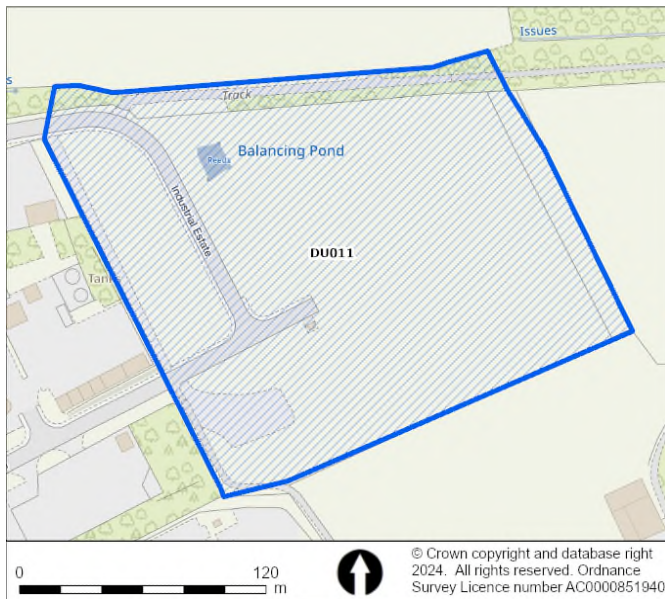 Issues
s
Track
Reeds
Balancing Pond
Industrial Estate
DU011
Tanks
0 120
m
© Crown copyright and database right
2024. All rights reserved. Ordnance
Survey Licence number AC0000851940